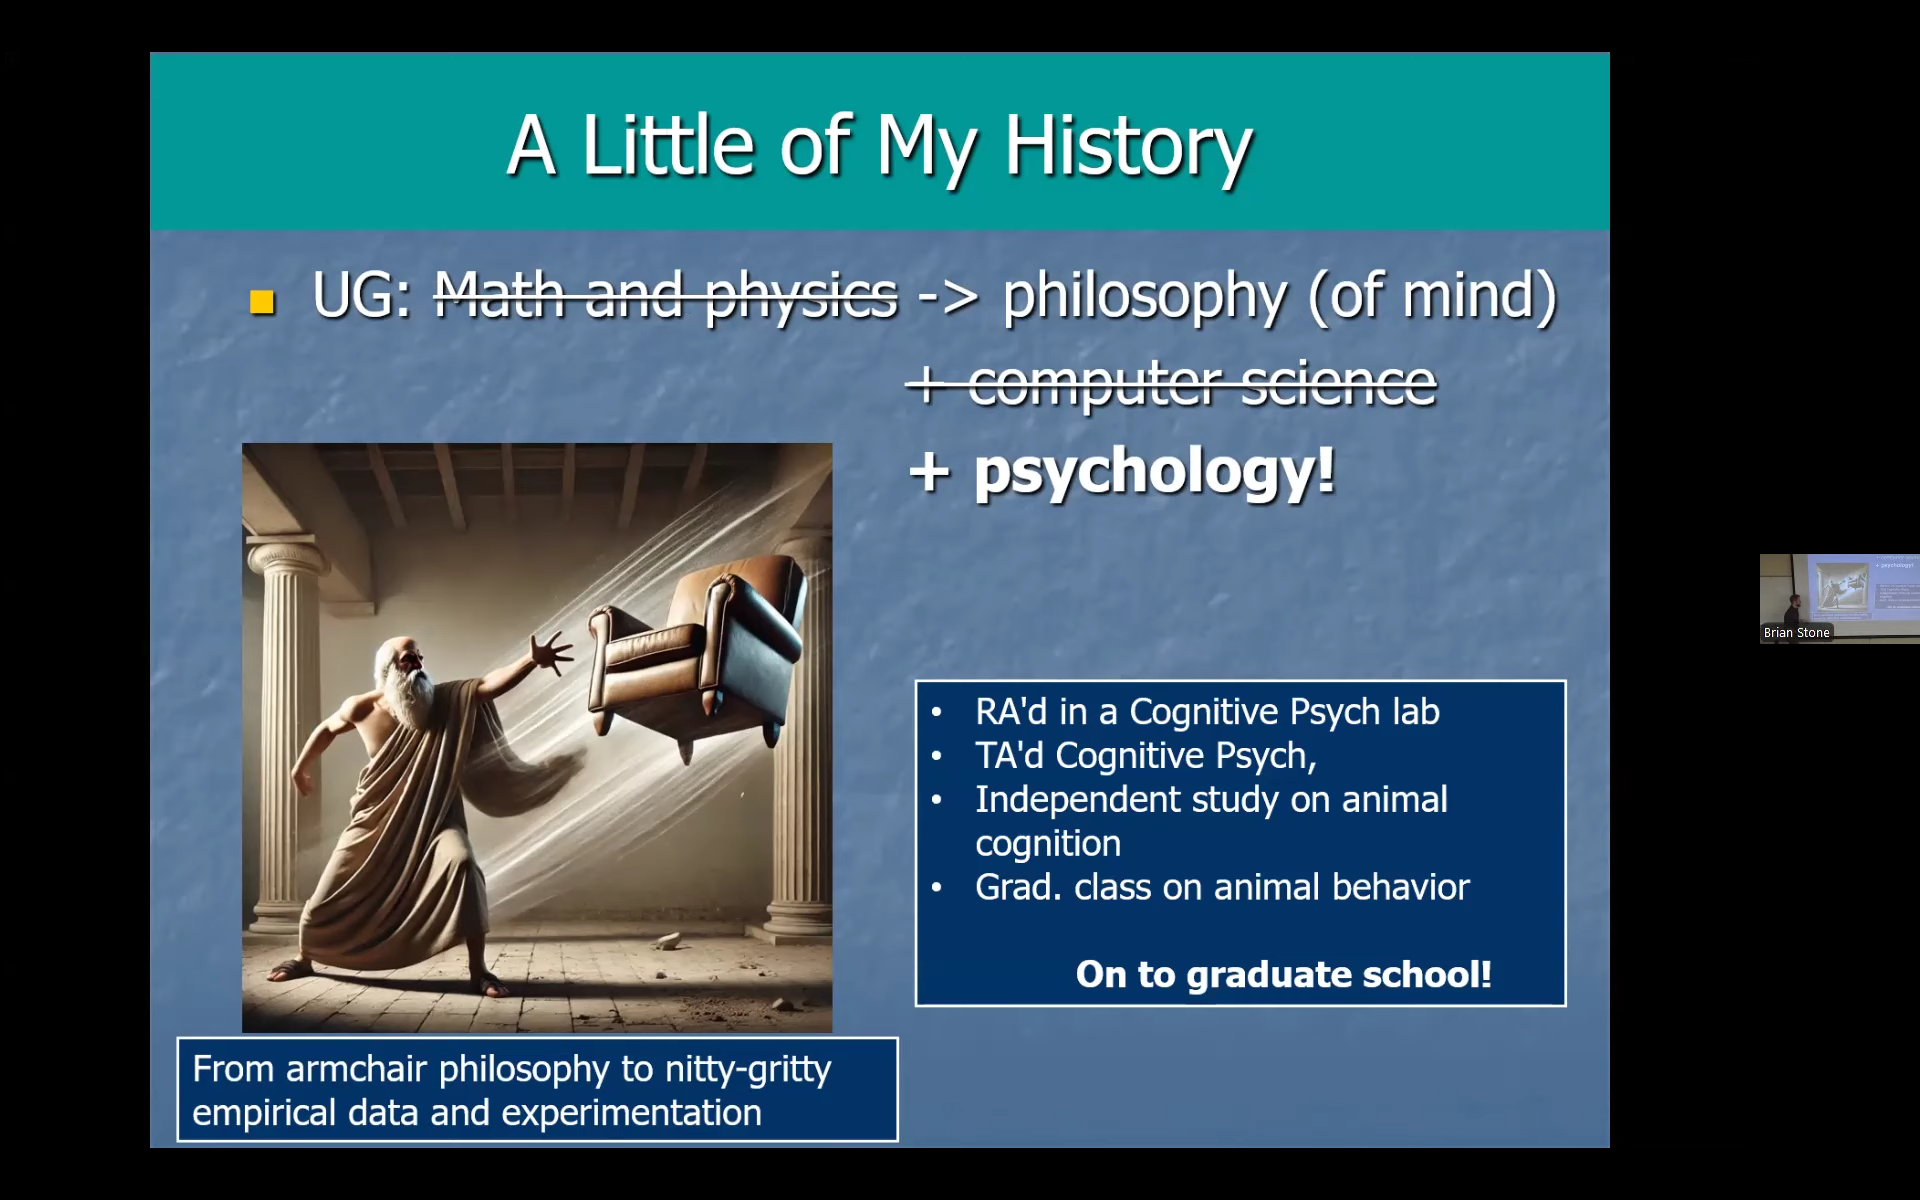 A Little of My History
UG: Math and physics -> philosophy (of mind)
+ computer science
+ psychology!
RA'd in a Cognitive Psych lab
TA'd Cognitive Psych,
Independent study on animal
cognition
Grad. class on animal behavior
On to graduate school!
From armchair philosophy to nitty-gritty
empirical data and experimentation
+ psychology!
Brian Stone